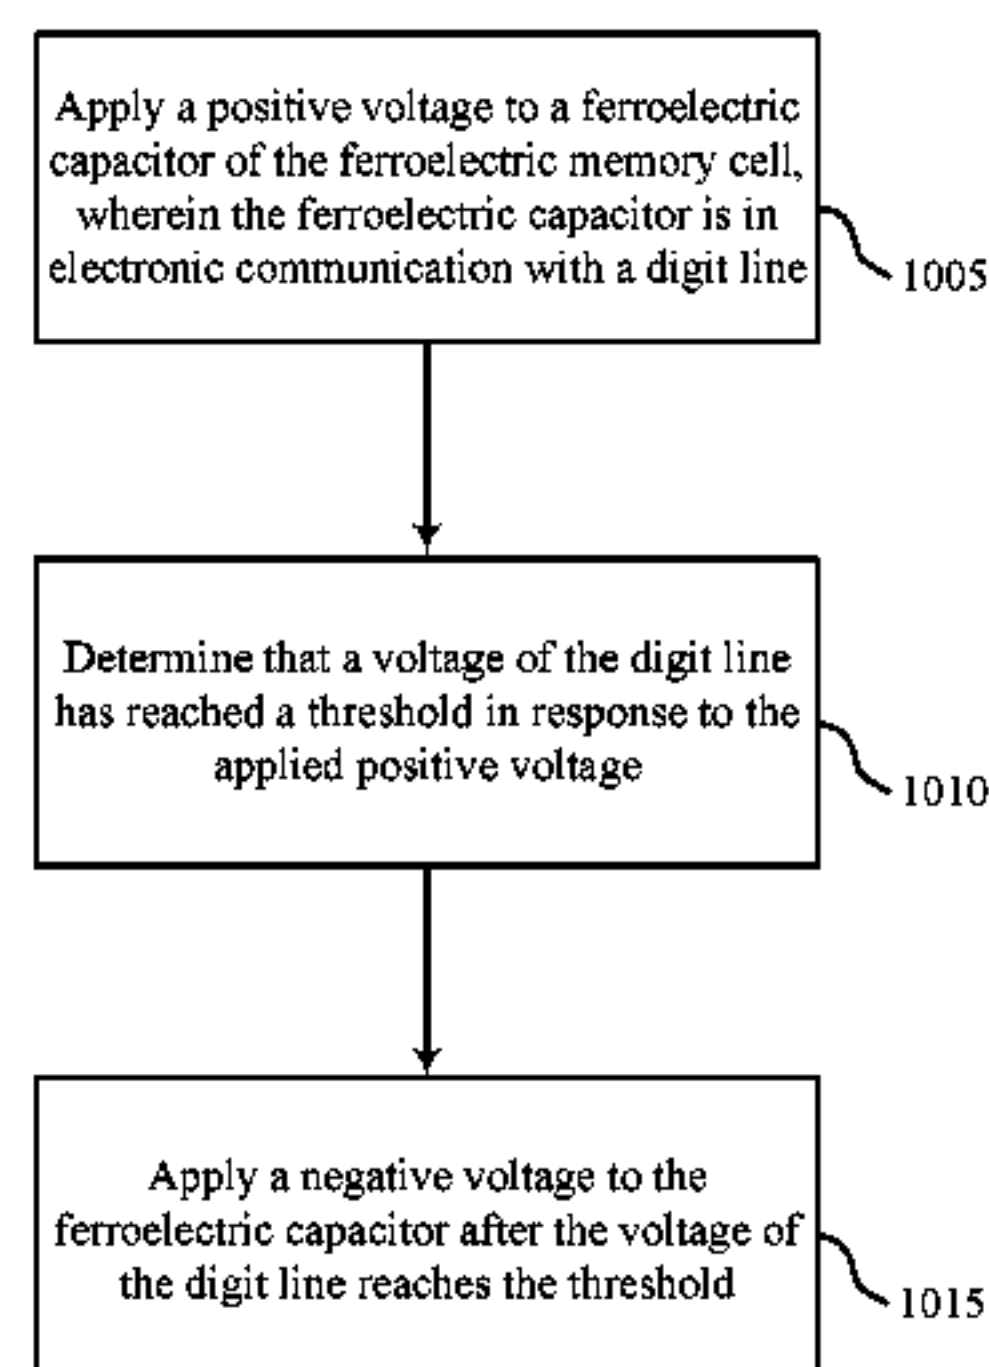 Apply a positive voltage to a ferroelectric
capacitor of the ferroelectric memory cell,
wherein the ferroelectric capacitor is in
electronic communication with a digit line
1005
Determine that a voltage of the digit line
has reached a threshold in response to the
applied positive voltage
1010
Apply a negative voltage to the
ferroelectric capacitor after the voltage of
the digit line reaches the threshold
1015